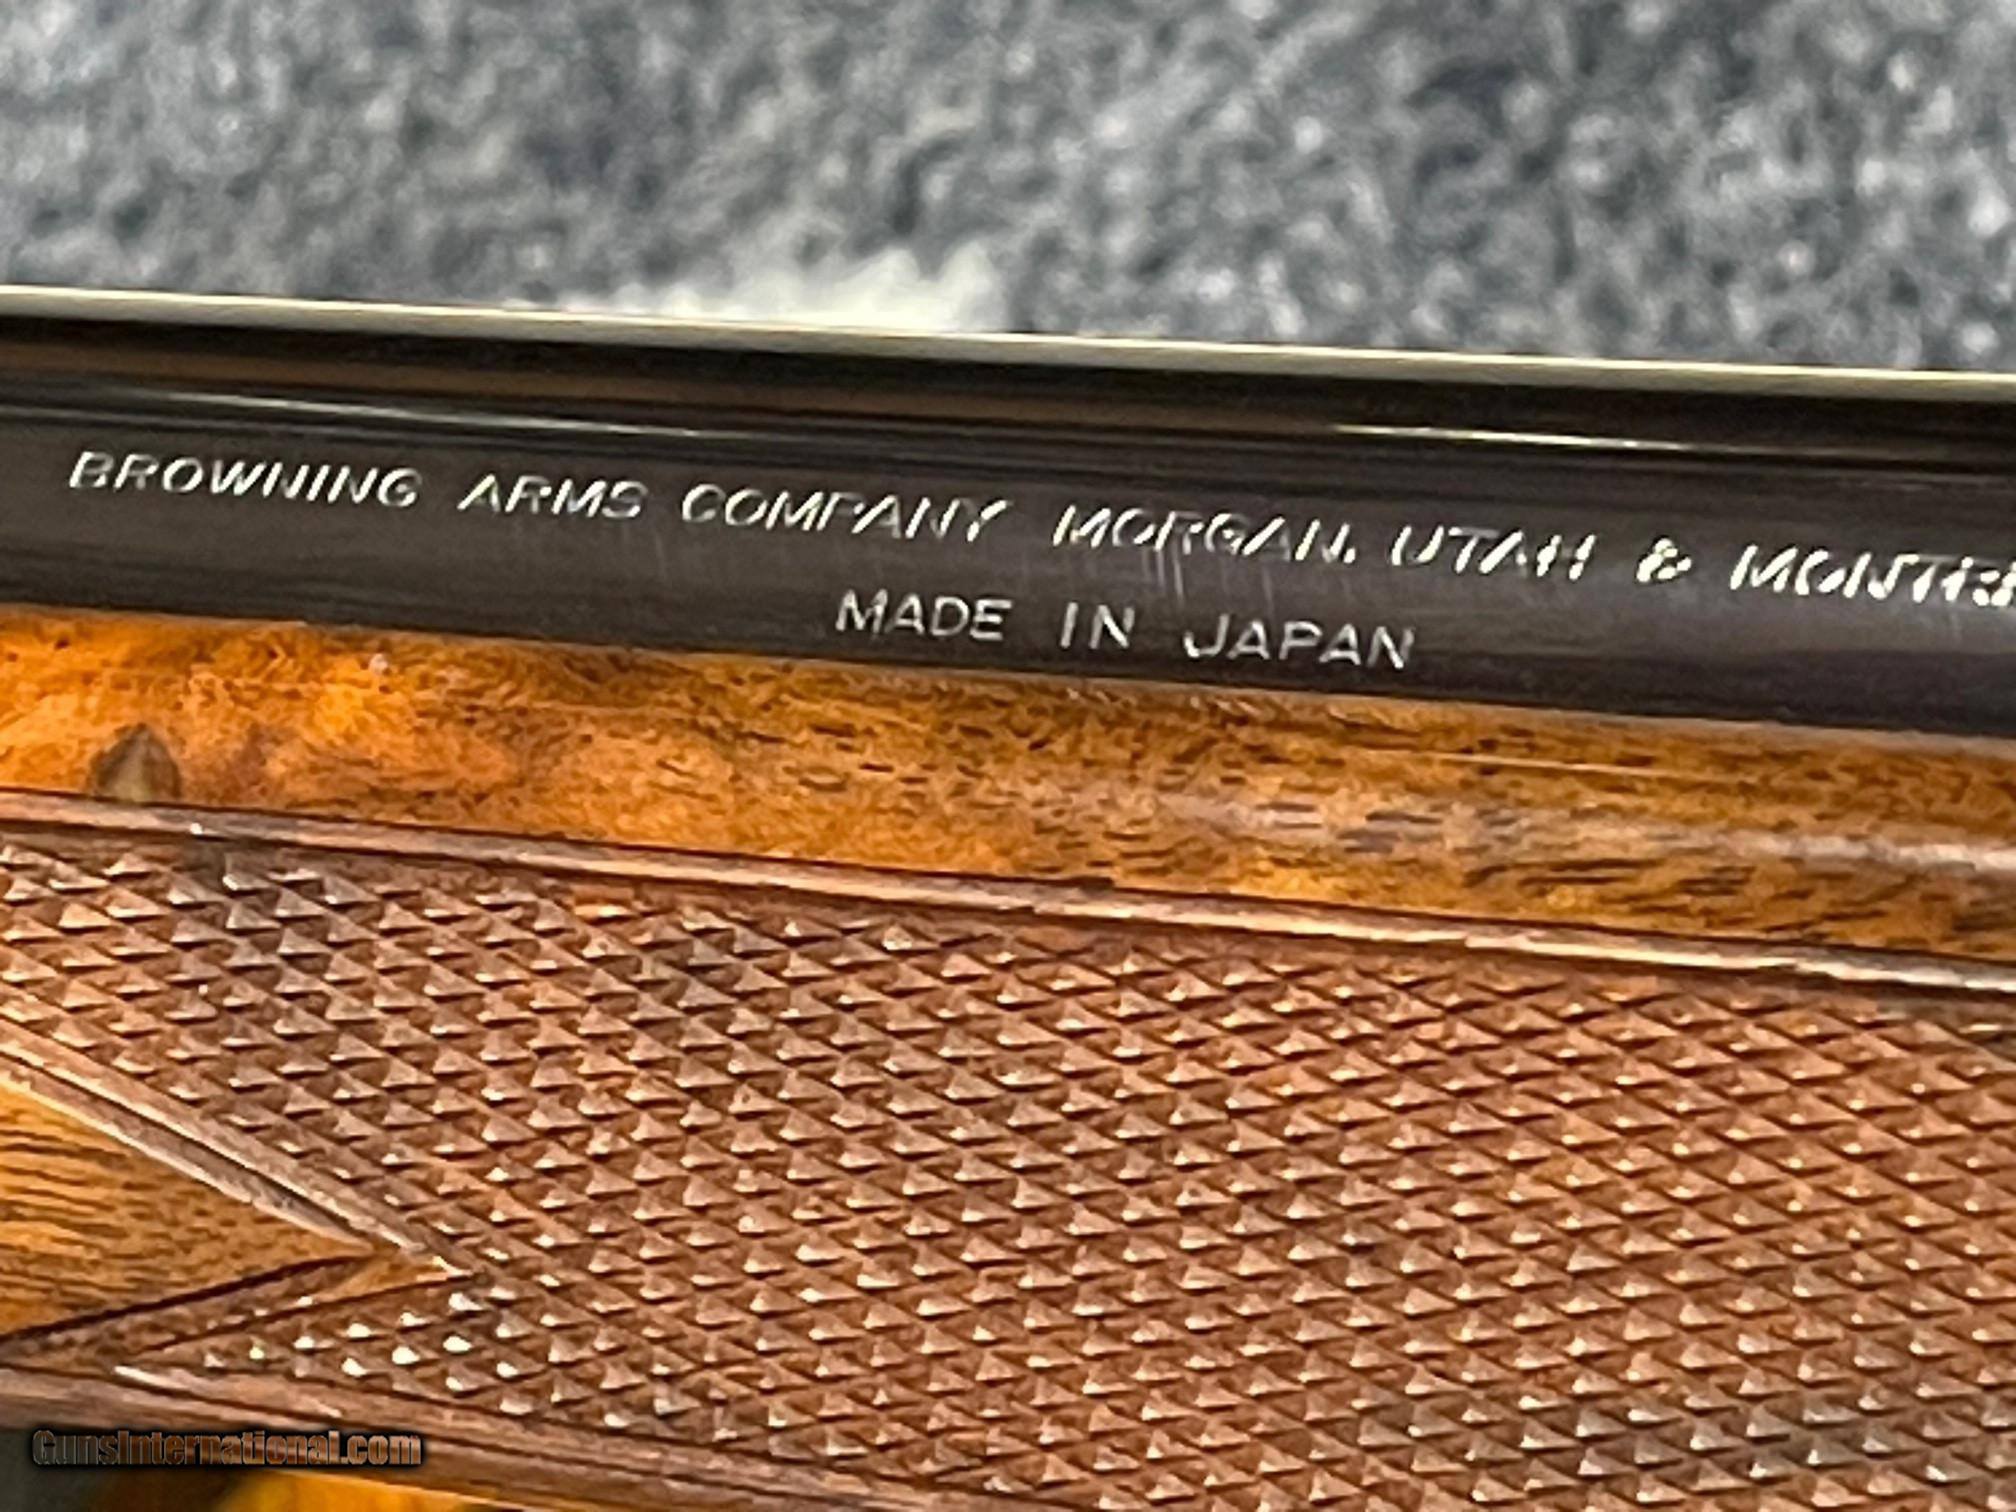 BROWNING ARMS COMPANY MORGAN, UTAH &
MADE IN JAPAN
GunsInternational.com